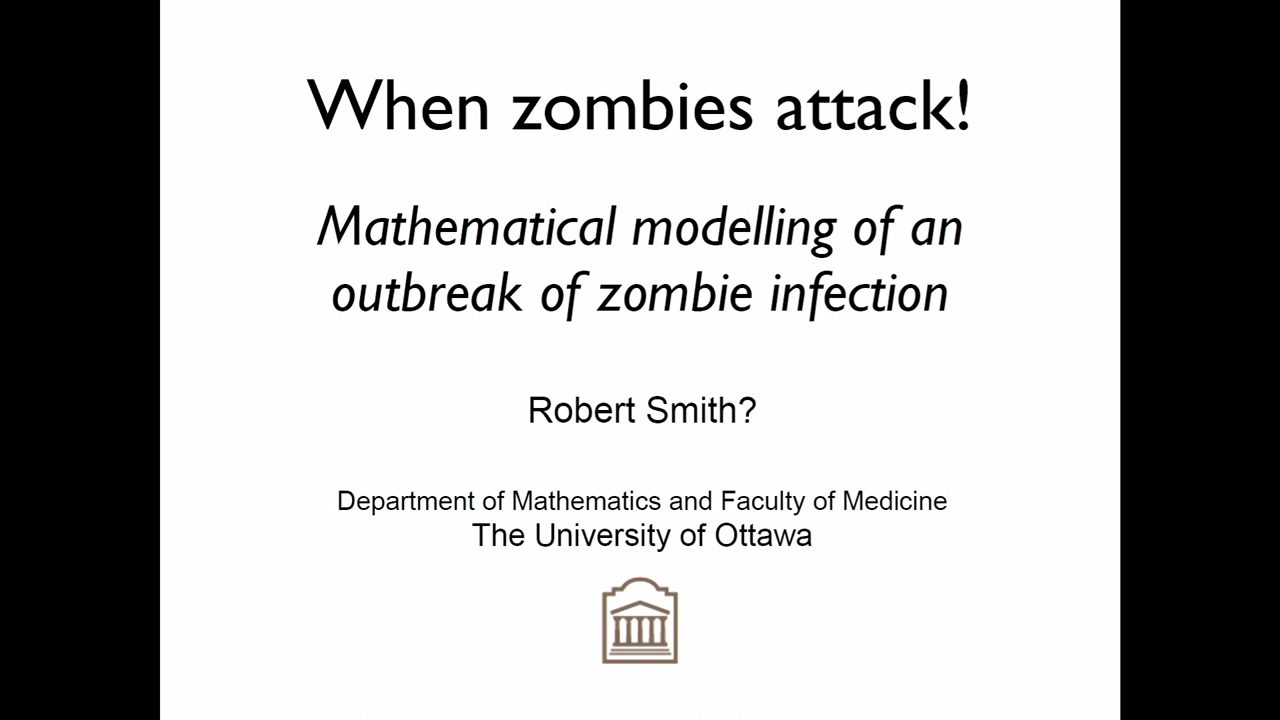 When zombies attack!
Mathematical modelling of an
outbreak of zombie infection
Robert Smith?
Department of Mathematics and Faculty of Medicine
The University of Ottawa